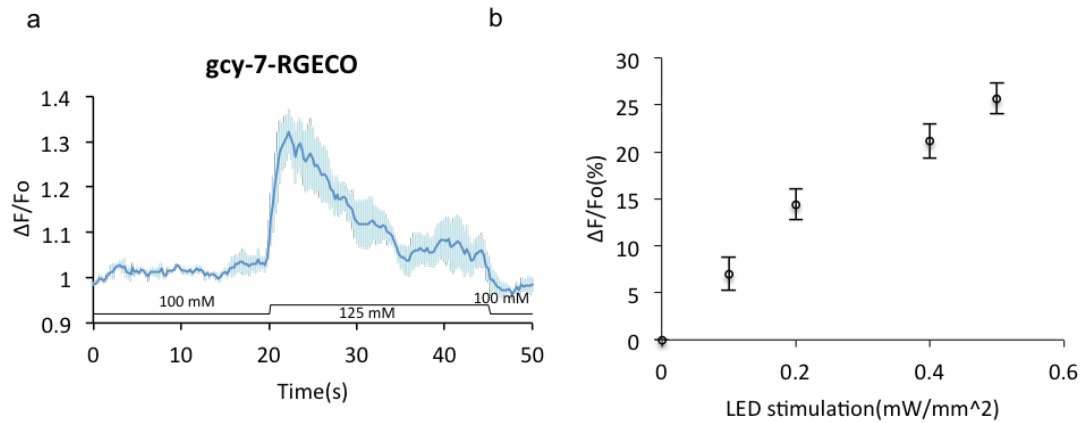 a
gcy-7-RGECO
ΔF/Fo
1.4
1.3
1.2
1.1
1
0.9
100 mM
125 mM
100 mM
0 10 20 30 40 50
Time(s)
b
ΔF/Fo(%)
30
25
20
15
10
5
0
0 0.2 0.4 0.6
LED stimulation(mW/mm^2)